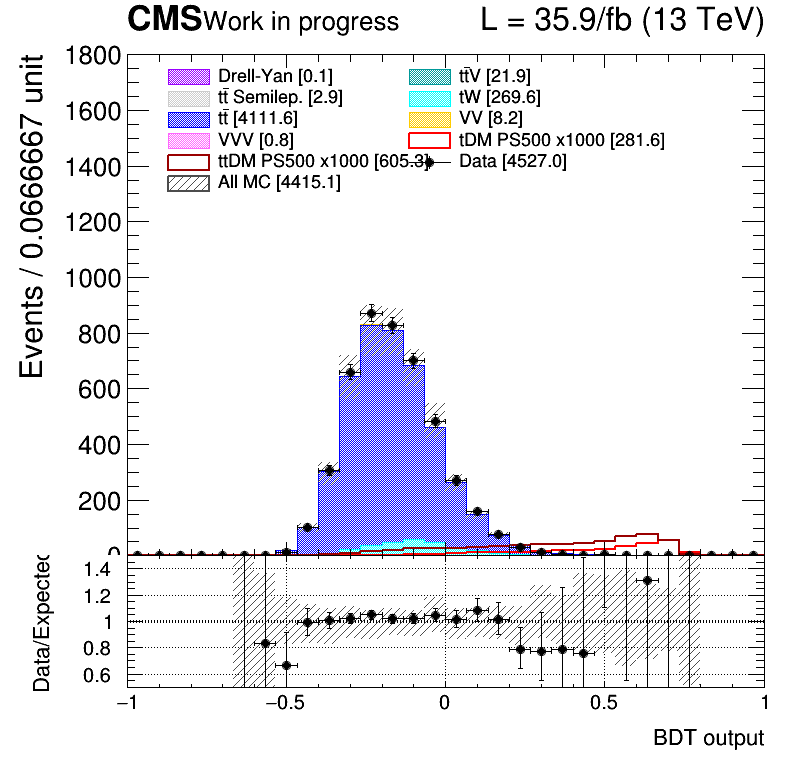 CMS Work in progress L = 35.9/fb (13 TeV)
Events / 0.0666667 unit
1800
1600
1400
1200
1000
800
600
400
200
0
Drell-Yan [0.1] tt̄V [21.9]
tt̄ Semilep. [2.9] tW [269.6]
tt̄ [4111.6] VV [8.2]
VVV [0.8] tDM PS500 x1000 [281.6]
ttDM PS500 x1000 [605.3] Data [4527.0]
All MC [4415.1]
Data/Expected
1.4
1.2
1
0.8
0.6
−1 −0.5 0 0.5 1
BDT output